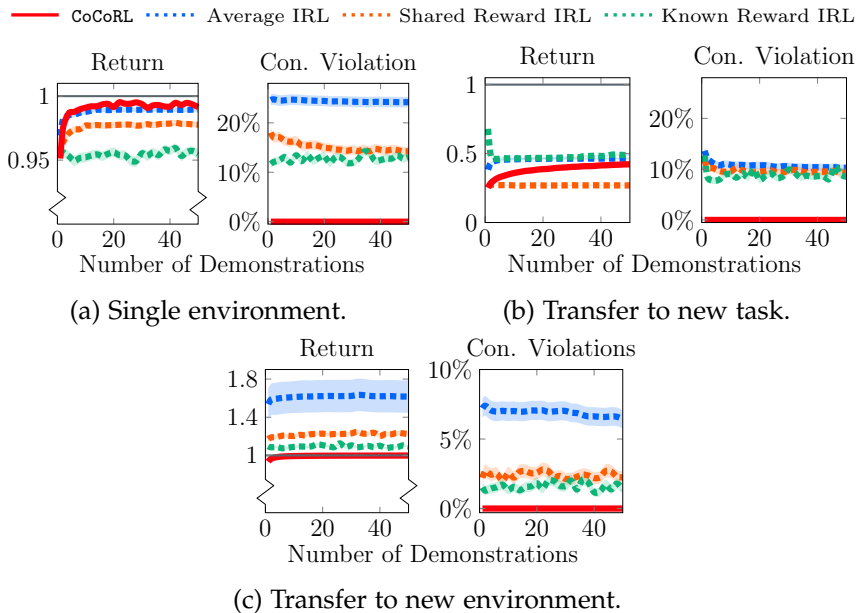 CoCoRL Average IRL Shared Reward IRL Known Reward IRL
Return Con. Violation Return
1 20% 1 20%
0.95 10% 0.5 10%
0% 0 0%
0 20 40 0 20 40 0 20 40 0 20 40
Number of Demonstrations Number of Demonstrations
(a) Single environment. (b) Transfer to new task.
Return Con. Violations
1.8 10%
1.4 5%
1 0%
0 20 40 0 20 40
Number of Demonstrations
(c) Transfer to new environment.